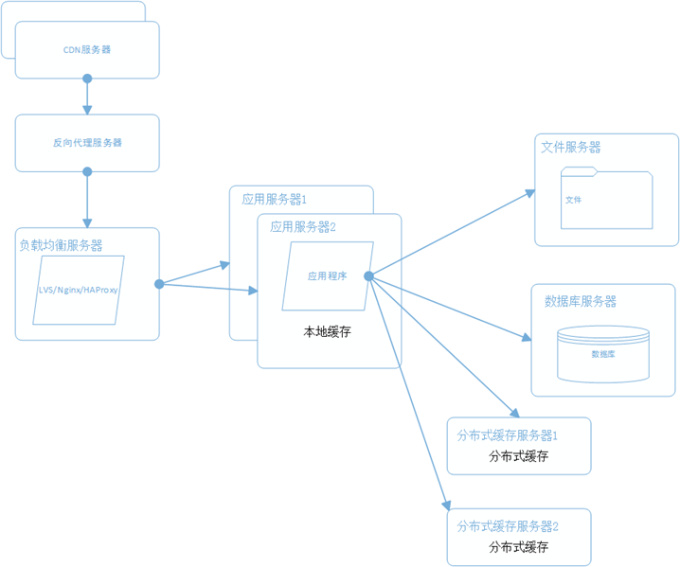 CDN服务器
反向代理服务器
负载均衡服务器
LVS/Nginx/HAProxy
应用服务器1
应用服务器2
应用程序
本地缓存
文件服务器
文件
数据库服务器
数据库
分布式缓存服务器1
分布式缓存
分布式缓存服务器2
分布式缓存